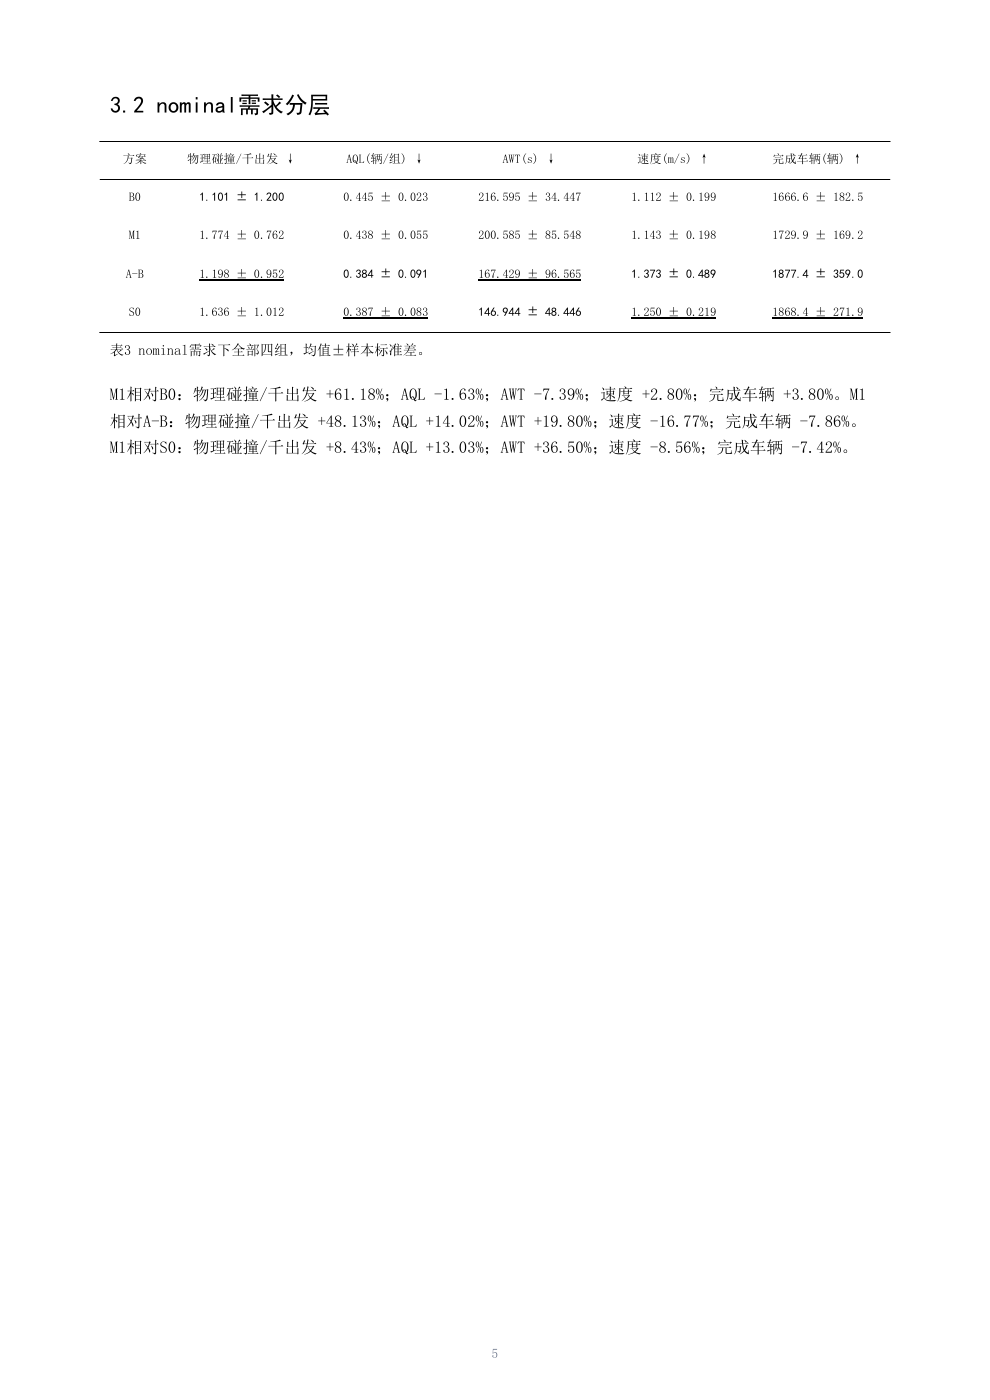 3.2 nominal需求分层
方案 物理碰撞/千出发 ↓ AQL(辆/组) ↓ AWT(s) ↓ 速度(m/s) ↑ 完成车辆(辆) ↑
B0 1.101 ± 1.200 0.445 ± 0.023 216.595 ± 34.447 1.112 ± 0.199 1666.6 ± 182.5
M1 1.774 ± 0.762 0.438 ± 0.055 200.585 ± 85.548 1.143 ± 0.198 1729.9 ± 169.2
A-B 1.198 ± 0.952 0.384 ± 0.091 167.429 ± 96.565 1.373 ± 0.489 1877.4 ± 359.0
S0 1.636 ± 1.012 0.387 ± 0.083 146.944 ± 48.446 1.250 ± 0.219 1868.4 ± 271.9
表3 nominal需求下全部四组，均值±样本标准差。
M1相对B0：物理碰撞/千出发 +61.18%；AQL -1.63%；AWT -7.39%；速度 +2.80%；完成车辆 +3.80%。M1
相对A-B：物理碰撞/千出发 +48.13%；AQL +14.02%；AWT +19.80%；速度 -16.77%；完成车辆 -7.86%。
M1相对S0：物理碰撞/千出发 +8.43%；AQL +13.03%；AWT +36.50%；速度 -8.56%；完成车辆 -7.42%。
5